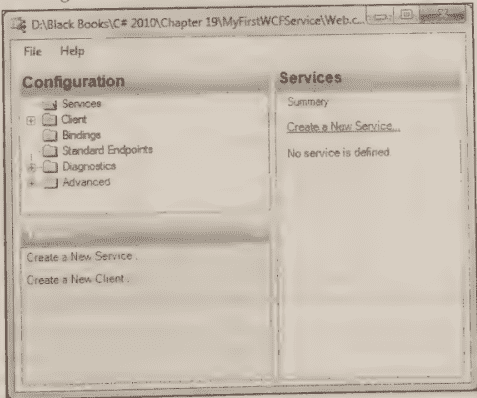 D:\Black Books\C# 2010\Chapter 19\MyFirstWCFService\Web.c...
File Help
Configuration
Services
Client
Bindings
Standard Endpoints
Diagnostics
Advanced
Create a New Service...
Create a New Client...
Services
Summary
Create a New Service...
No service is defined